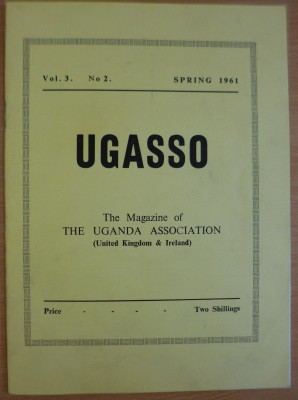 Vol. 3. No 2. SPRING 1961
UGASSO
The Magazine of
THE UGANDA ASSOCIATION
(United Kingdom & Ireland)
Price - - - - Two Shillings